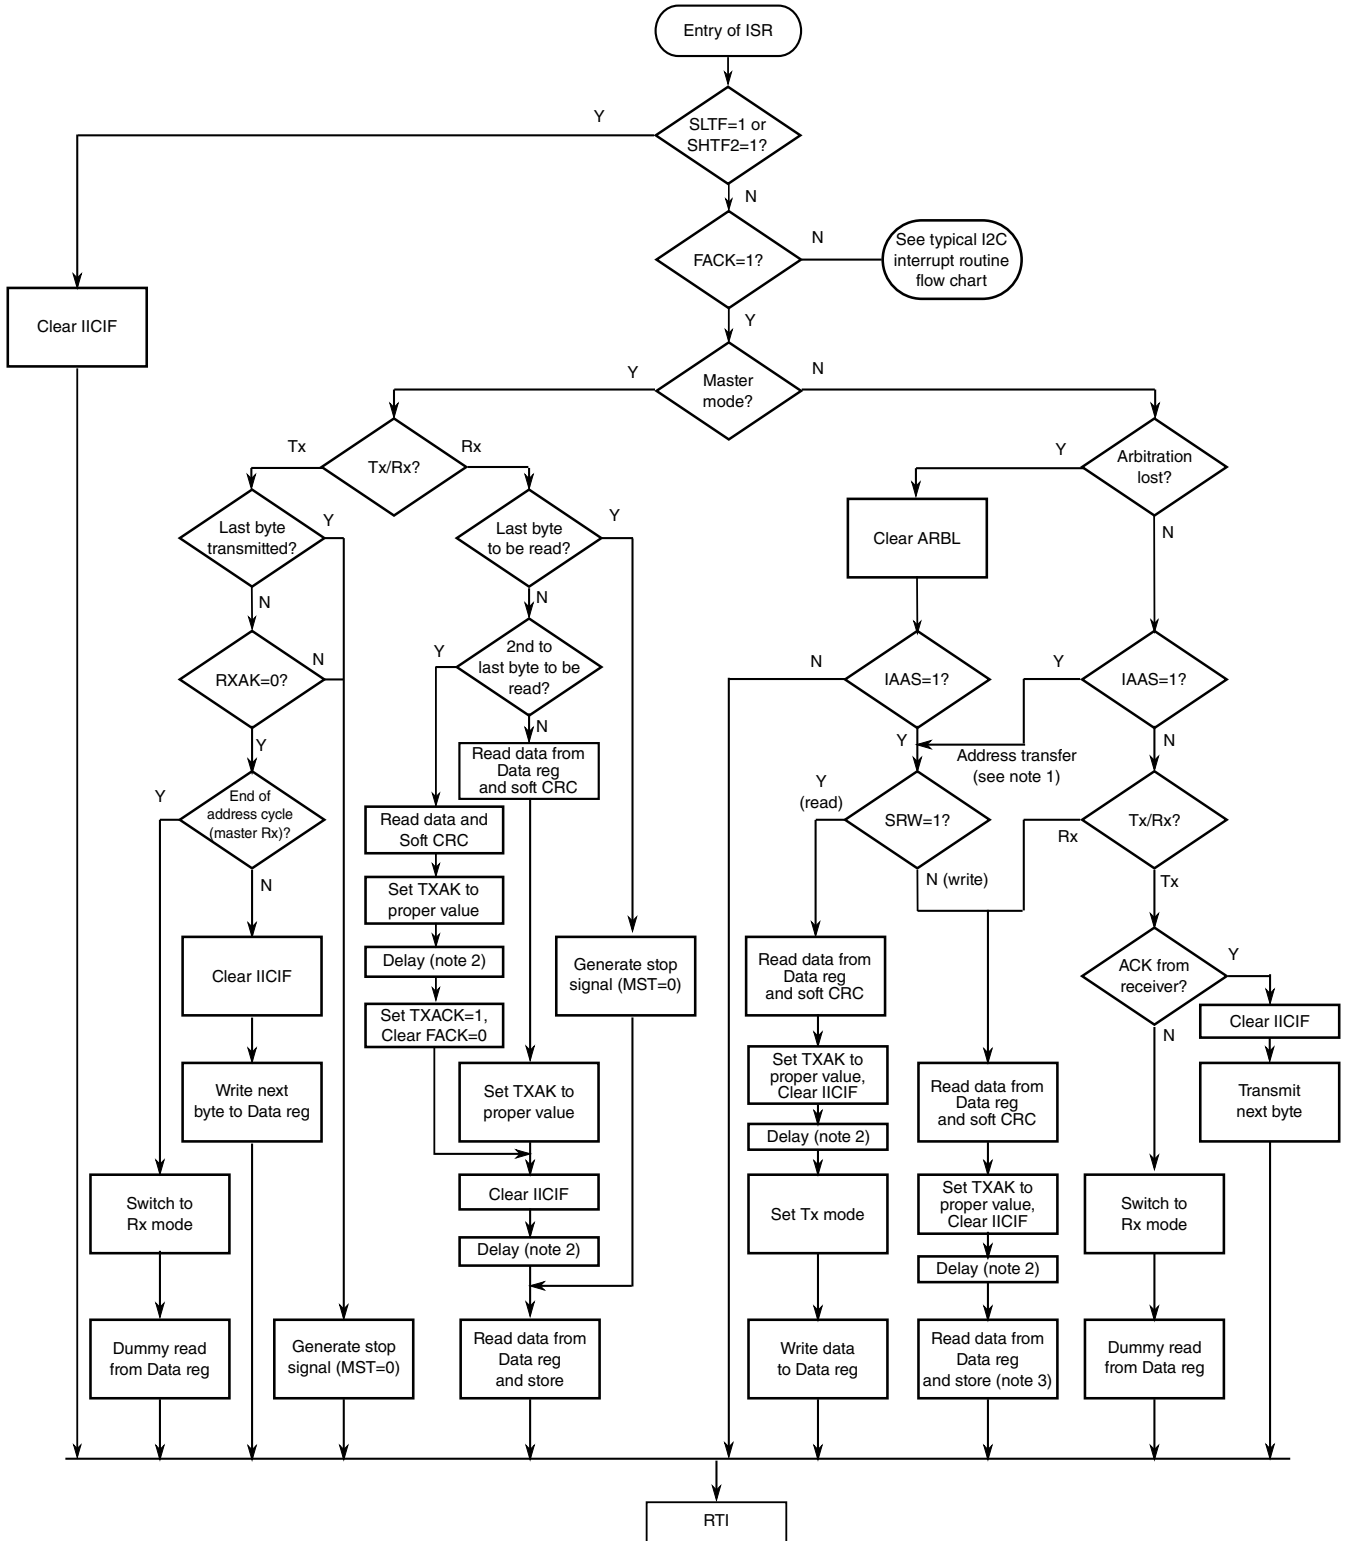 Entry of ISR
Y
SLTF=1 or
SHTF2=1?
N
FACK=1?
N
See typical I2C
interrupt routine
flow chart
Y
Clear IICIF
Y
Master
mode?
N
Tx
Tx/Rx?
Rx
Y
Arbitration
lost?
N
Last byte
transmitted?
Y
N
Last byte
to be read?
Y
N
Clear ARBL
RXAK=0?
N
Y
Y
2nd to
last byte to be
read?
N
N
IAAS=1?
Y
Y
IAAS=1?
N
Address transfer
(see note 1)
Y
End of
address cycle
(master Rx)?
N
Read data from
Data reg
and soft CRC
Read data and
Soft CRC
Y
(read)
SRW=1?
N (write)
Rx
Tx/Rx?
Tx
Set TXAK to
proper value
Delay (note 2)
Set TXACK=1,
Clear FACK=0
Clear IICIF
Generate stop
signal (MST=0)
Read data from
Data reg
and soft CRC
ACK from
receiver?
Y
N
Clear IICIF
Write next
byte to Data reg
Set TXAK to
proper value
Set TXAK to
proper value,
Clear IICIF
Delay (note 2)
Read data from
Data reg
and soft CRC
Transmit
next byte
Switch to
Rx mode
Clear IICIF
Delay (note 2)
Set Tx mode
Set TXAK to
proper value,
Clear IICIF
Delay (note 2)
Switch to
Rx mode
Dummy read
from Data reg
Generate stop
signal (MST=0)
Read data from
Data reg
and store
Write data
to Data reg
Read data from
Data reg
and store (note 3)
Dummy read
from Data reg
RTI